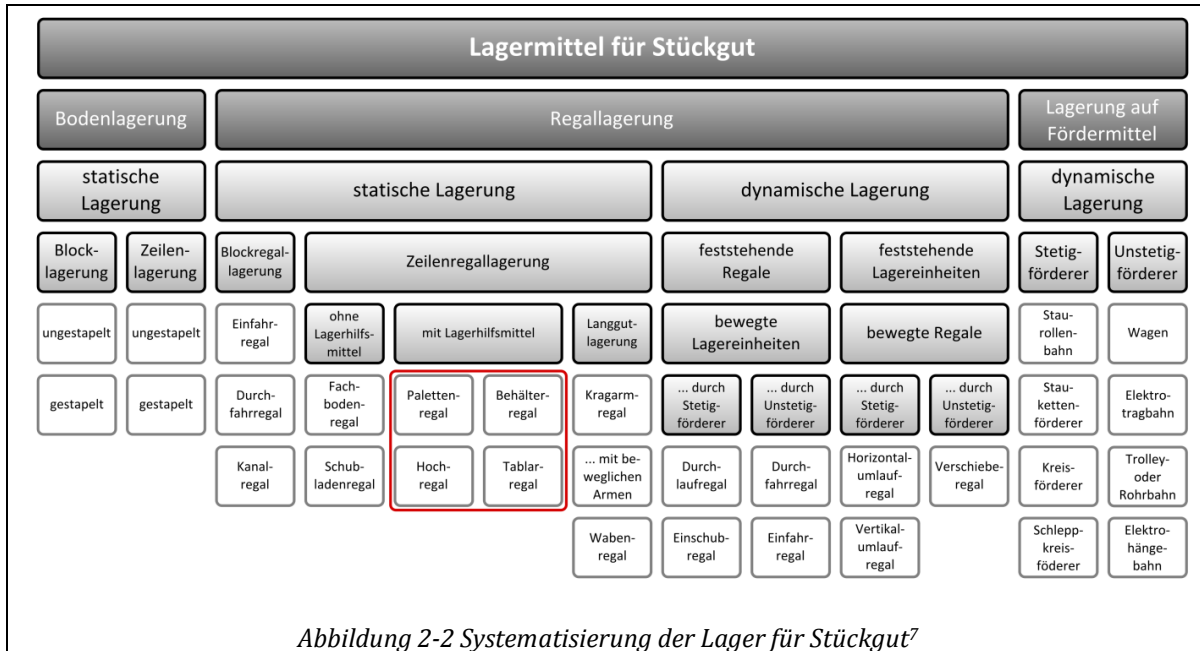 Lagermittel für Stückgut
Bodenlagerung
Regallagerung
Lagerung auf
Fördermittel
statische
Lagerung
statische Lagerung
dynamische Lagerung
dynamische
Lagerung
Block-
lagerung
Zeilen-
lagerung
Blockregal-
lagerung
Zeilenregallagerung
feststehende
Regale
feststehende
Lagereinheiten
Stetig-
förderer
Unstetig-
förderer
ungestapelt
ungestapelt
Einfahr-
regal
ohne
Lagerhilfs-
mittel
mit Lagerhilfsmittel
Langgut-
lagerung
bewegte
Lagereinheiten
bewegte Regale
Stau-
rollen-
bahn
Wagen
gestapelt
gestapelt
Durch-
fahrregal
Fach-
boden-
regal
Paletten-
regal
Behälter-
regal
Kragarm-
regal
... durch
Stetig-
förderer
... durch
Unstetig-
förderer
... durch
Stetig-
förderer
... durch
Unstetig-
förderer
Stau-
ketten-
förderer
Elektro-
tragbahn
Kanal-
regal
Schub-
ladenregal
Hoch-
regal
Tablar-
regal
... mit be-
weglichen
Armen
Durch-
laufregal
Durch-
fahrregal
Horizontal-
umlauf-
regal
Verschiebe-
regal
Kreis-
förderer
Trolley-
oder
Rohrbahn
Waben-
regal
Einschub-
regal
Einfahr-
regal
Vertikal-
umlauf-
regal
Schlepp-
kreis-
föderer
Elektro-
hänge-
bahn
Abbildung 2-2 Systematisierung der Lager für Stückgut⁷